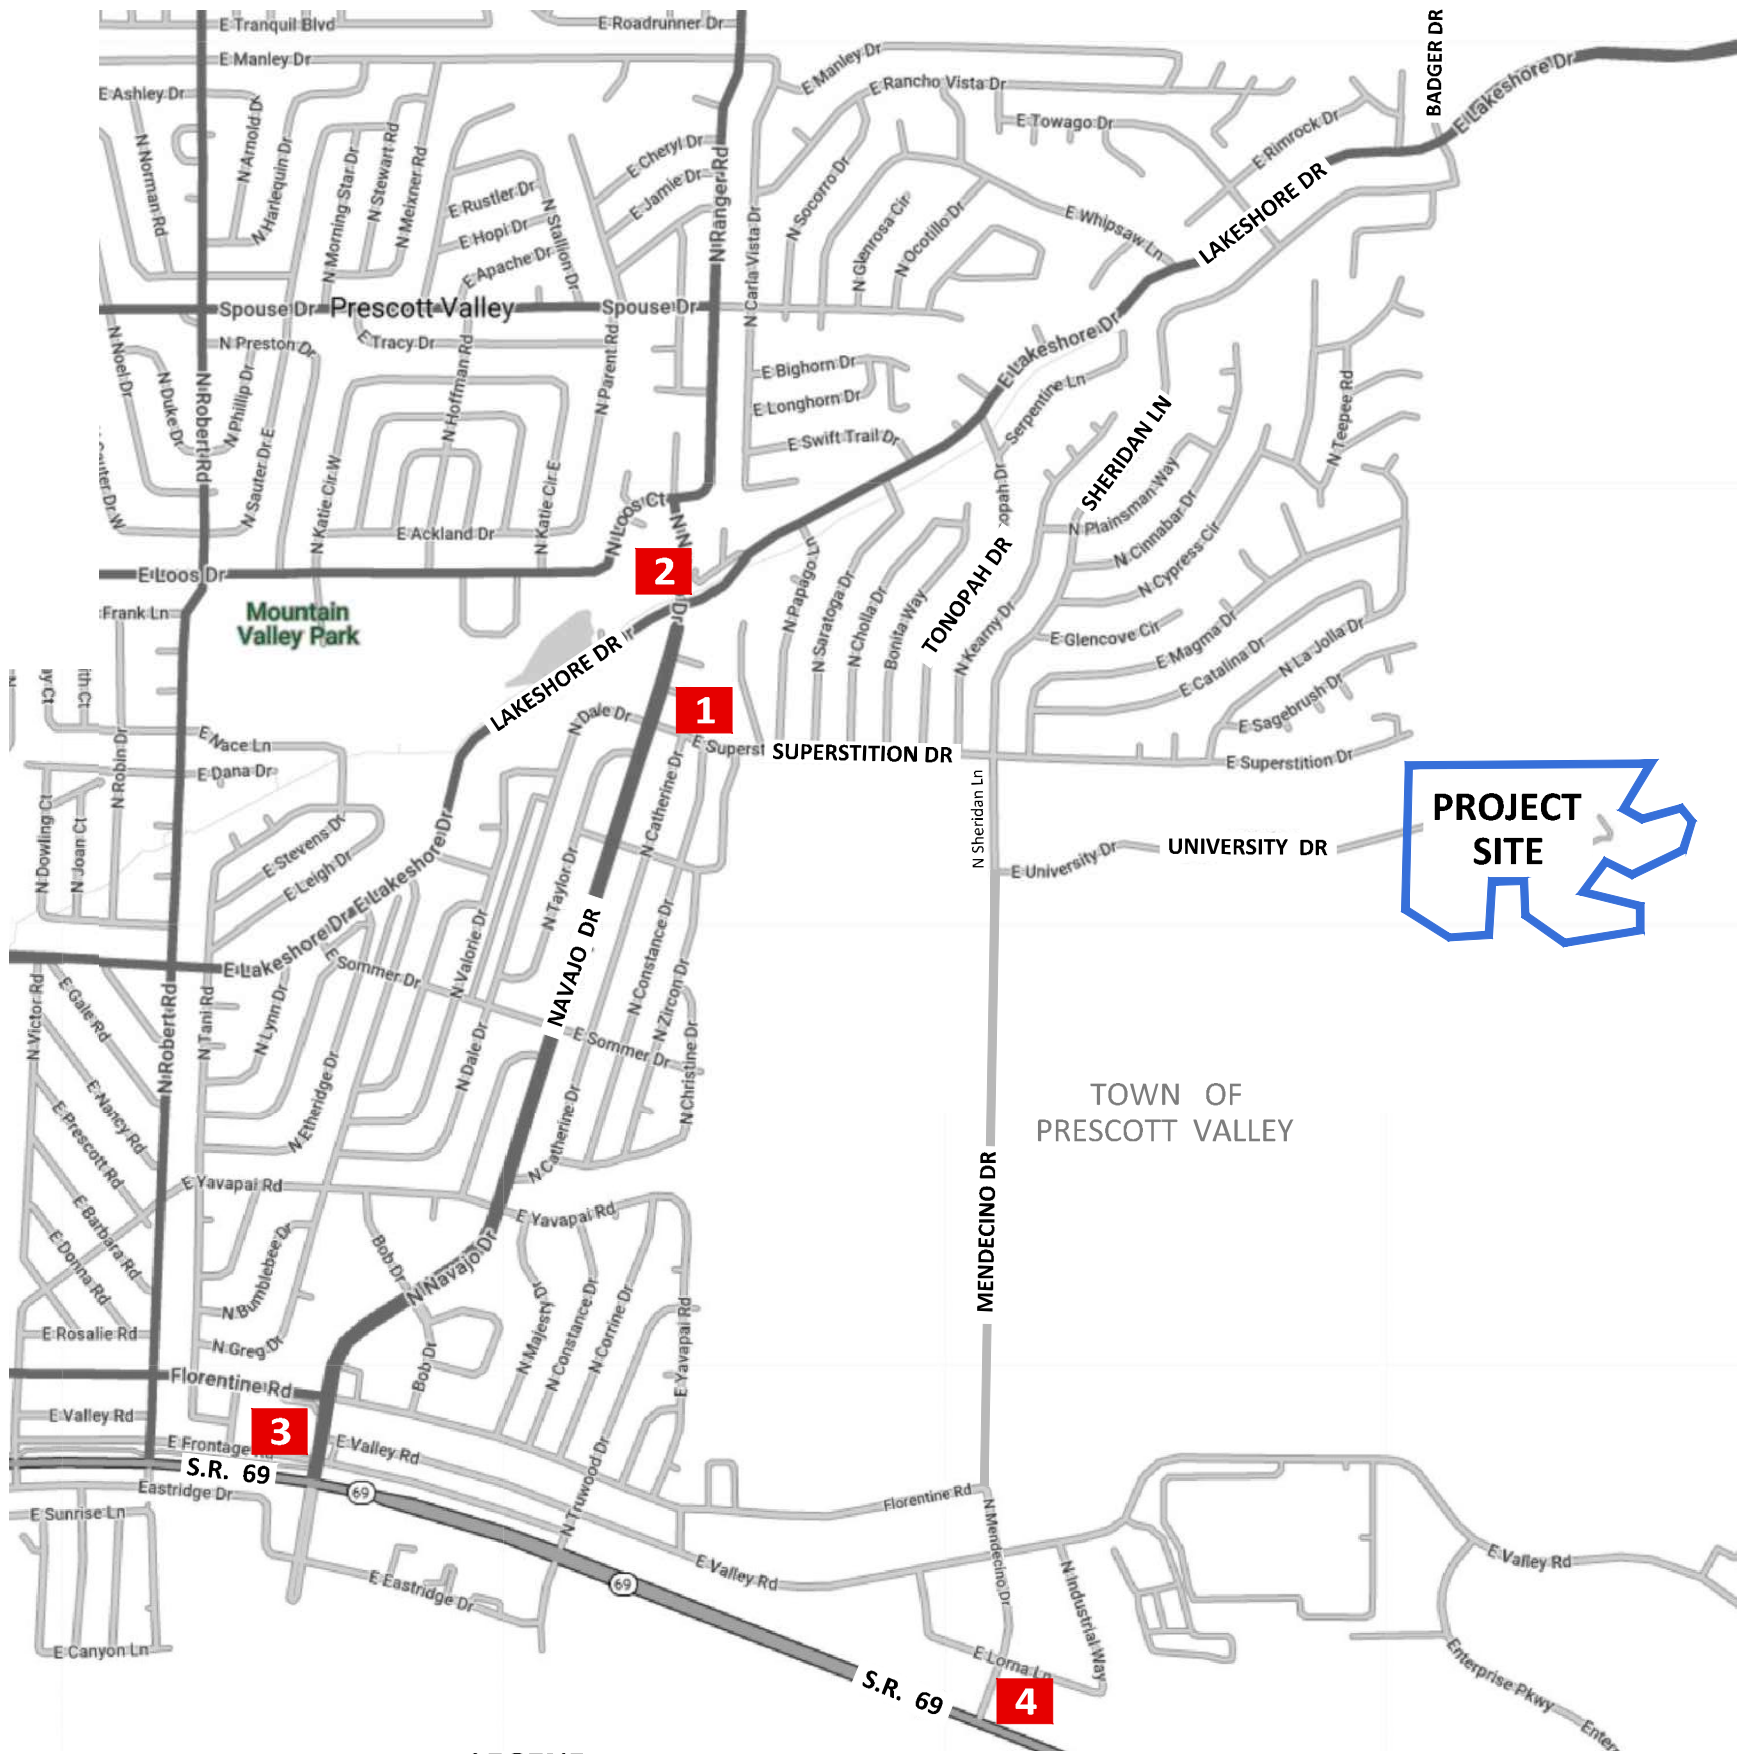 E Tranquil Blvd
E Roadrunner Dr
E Manley Dr
E Manley Dr
BADGER DR
E Lakeshore Dr
E Ashley Dr
E Rancho Vista Dr
E Towago Dr
E Rimrock Dr
N Norman Rd
N Arnold D
N Harlequin Dr
N Morning Star Dr
N Stewart Rd
N Meixner Rd
E Cheryl Dr
E Jamie Dr
N Ranger Rd
E Rustler Dr
E Hopi Dr
E Apache Dr
N Stallion Dr
N Carla Vista Dr
N Socorro Dr
N Glenrosa Cir
N Ocotillo Dr
E Whipsaw Ln
LAKESHORE DR
Spouse Dr
Prescott Valley
Spouse Dr
N Noel Dr
N Preston Dr
E Tracy Dr
N Duke Dr
N Phillip Dr
N Robert Rd
N Hoffman Rd
N Parent Rd
E Bighorn Dr
E Longhorn Dr
E Swift Trail Dr
E Lakeshore Dr
Serpentine Ln
SHERIDAN LN
N Teepee Rd
Sauter Dr W
N Sauter Dr E
N Katie Cir W
E Ackland Dr
N Katie Cir E
N Loos Ct
N N
opah Dr
N Plainsman Way
N Cinnabar Dr
N Cypress Cir
E Loos Dr
2
Dr
N Papago Ln
N Saratoga Dr
N Cholla Dr
Bonita Way
TONOPAH DR
N Kearny Dr
E Glencove Cir
E Magma Dr
E Catalina Dr
N La Jolla Dr
E Sagebrush Dr
Frank Ln
Mountain
Valley Park
LAKESHORE DR
ir
1
N
ay Ct
ith Ct
N Dale Dr
E Superst
SUPERSTITION DR
E Superstition Dr
E Nace Ln
E Dana Dr
N Robin Dr
N Dowling Ct
N Joan Ct
E Stevens Dr
E Leigh Dr
E Lakeshore Dr
E Lakeshore Dr
N Catherine Dr
N Taylor Dr
N Sheridan Ln
E University Dr
UNIVERSITY DR
PROJECT
SITE
NAVAJO DR
N Valorie Dr
N Constance Dr
N Zircon Dr
E Sommer Dr
E Sommer Dr
N Victor Rd
E Gale Rd
N Robert Rd
N Tani Rd
N Lynn Dr
N Etheridge Dr
N Dale Dr
N Christine Dr
N Catherine Dr
E Nancy Rd
E Prescott Rd
TOWN OF
PRESCOTT VALLEY
MENDECINO DR
E Yavapai Rd
E Yavapai Rd
E Barbara Rd
E Donna Rd
N Bumblebee Dr
Bob Dr
N Navajo Dr
N Majesty Dr
N Constance Dr
N Corrine Dr
E Yavapai Rd
E Rosalie Rd
N Greg Dr
Bob Dr
Florentine Rd
E Valley Rd
3
E Frontage Rd
E Valley Rd
S.R. 69
69
Eastridge Dr
E Sunrise Ln
N Truwood Dr
Florentine Rd
N Mendecino Dr
E Valley Rd
E Valley Rd
E Eastridge Dr
69
N Industrial Way
E Canyon Ln
E Lorna Ln
4
S.R. 69
Enterprise Pkwy
Enter